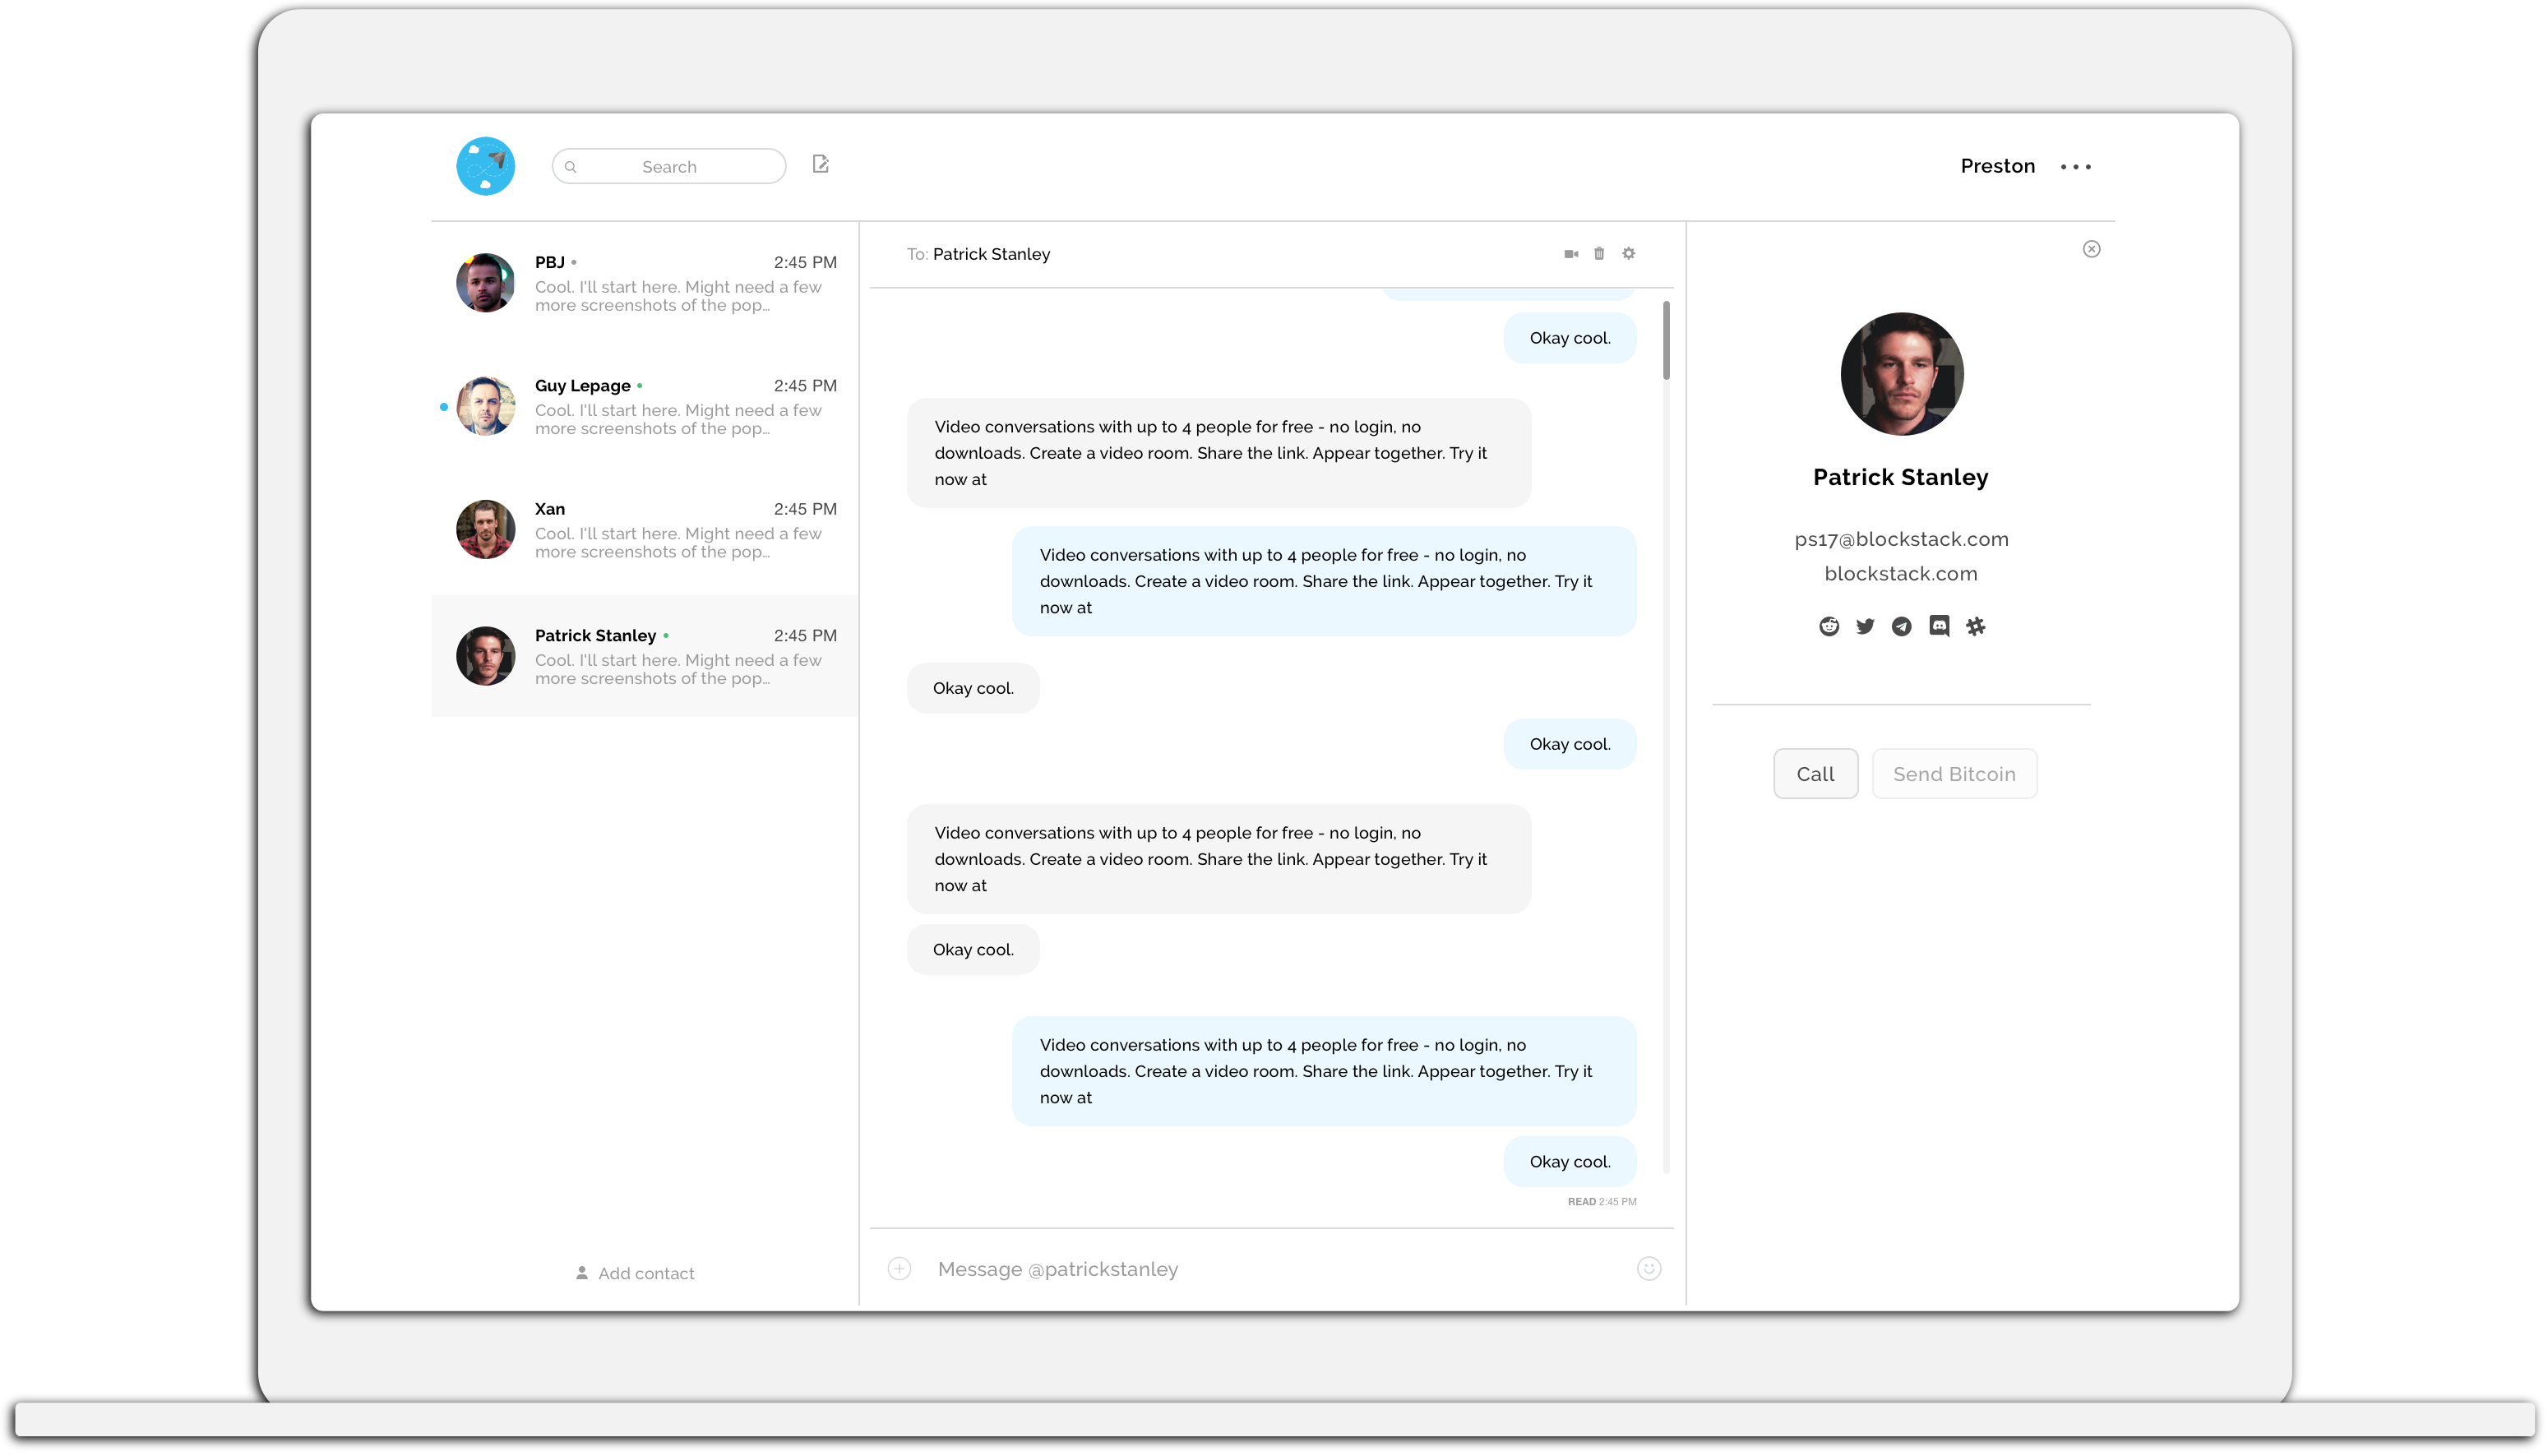 Search
Preston
PBJ
2:45 PM
Cool. I'll start here. Might need a few
more screenshots of the pop...
Guy Lepage
2:45 PM
Cool. I'll start here. Might need a few
more screenshots of the pop...
Xan
2:45 PM
Cool. I'll start here. Might need a few
more screenshots of the pop...
Patrick Stanley
2:45 PM
Cool. I'll start here. Might need a few
more screenshots of the pop...
Add contact
To: Patrick Stanley
Okay cool.
Video conversations with up to 4 people for free - no login, no
downloads. Create a video room. Share the link. Appear together. Try it
now at
Video conversations with up to 4 people for free - no login, no
downloads. Create a video room. Share the link. Appear together. Try it
now at
Okay cool.
Okay cool.
Video conversations with up to 4 people for free - no login, no
downloads. Create a video room. Share the link. Appear together. Try it
now at
Okay cool.
Video conversations with up to 4 people for free - no login, no
downloads. Create a video room. Share the link. Appear together. Try it
now at
Okay cool.
READ 2:45 PM
Message @patrickstanley
Patrick Stanley
ps17@blockstack.com
blockstack.com
Call
Send Bitcoin